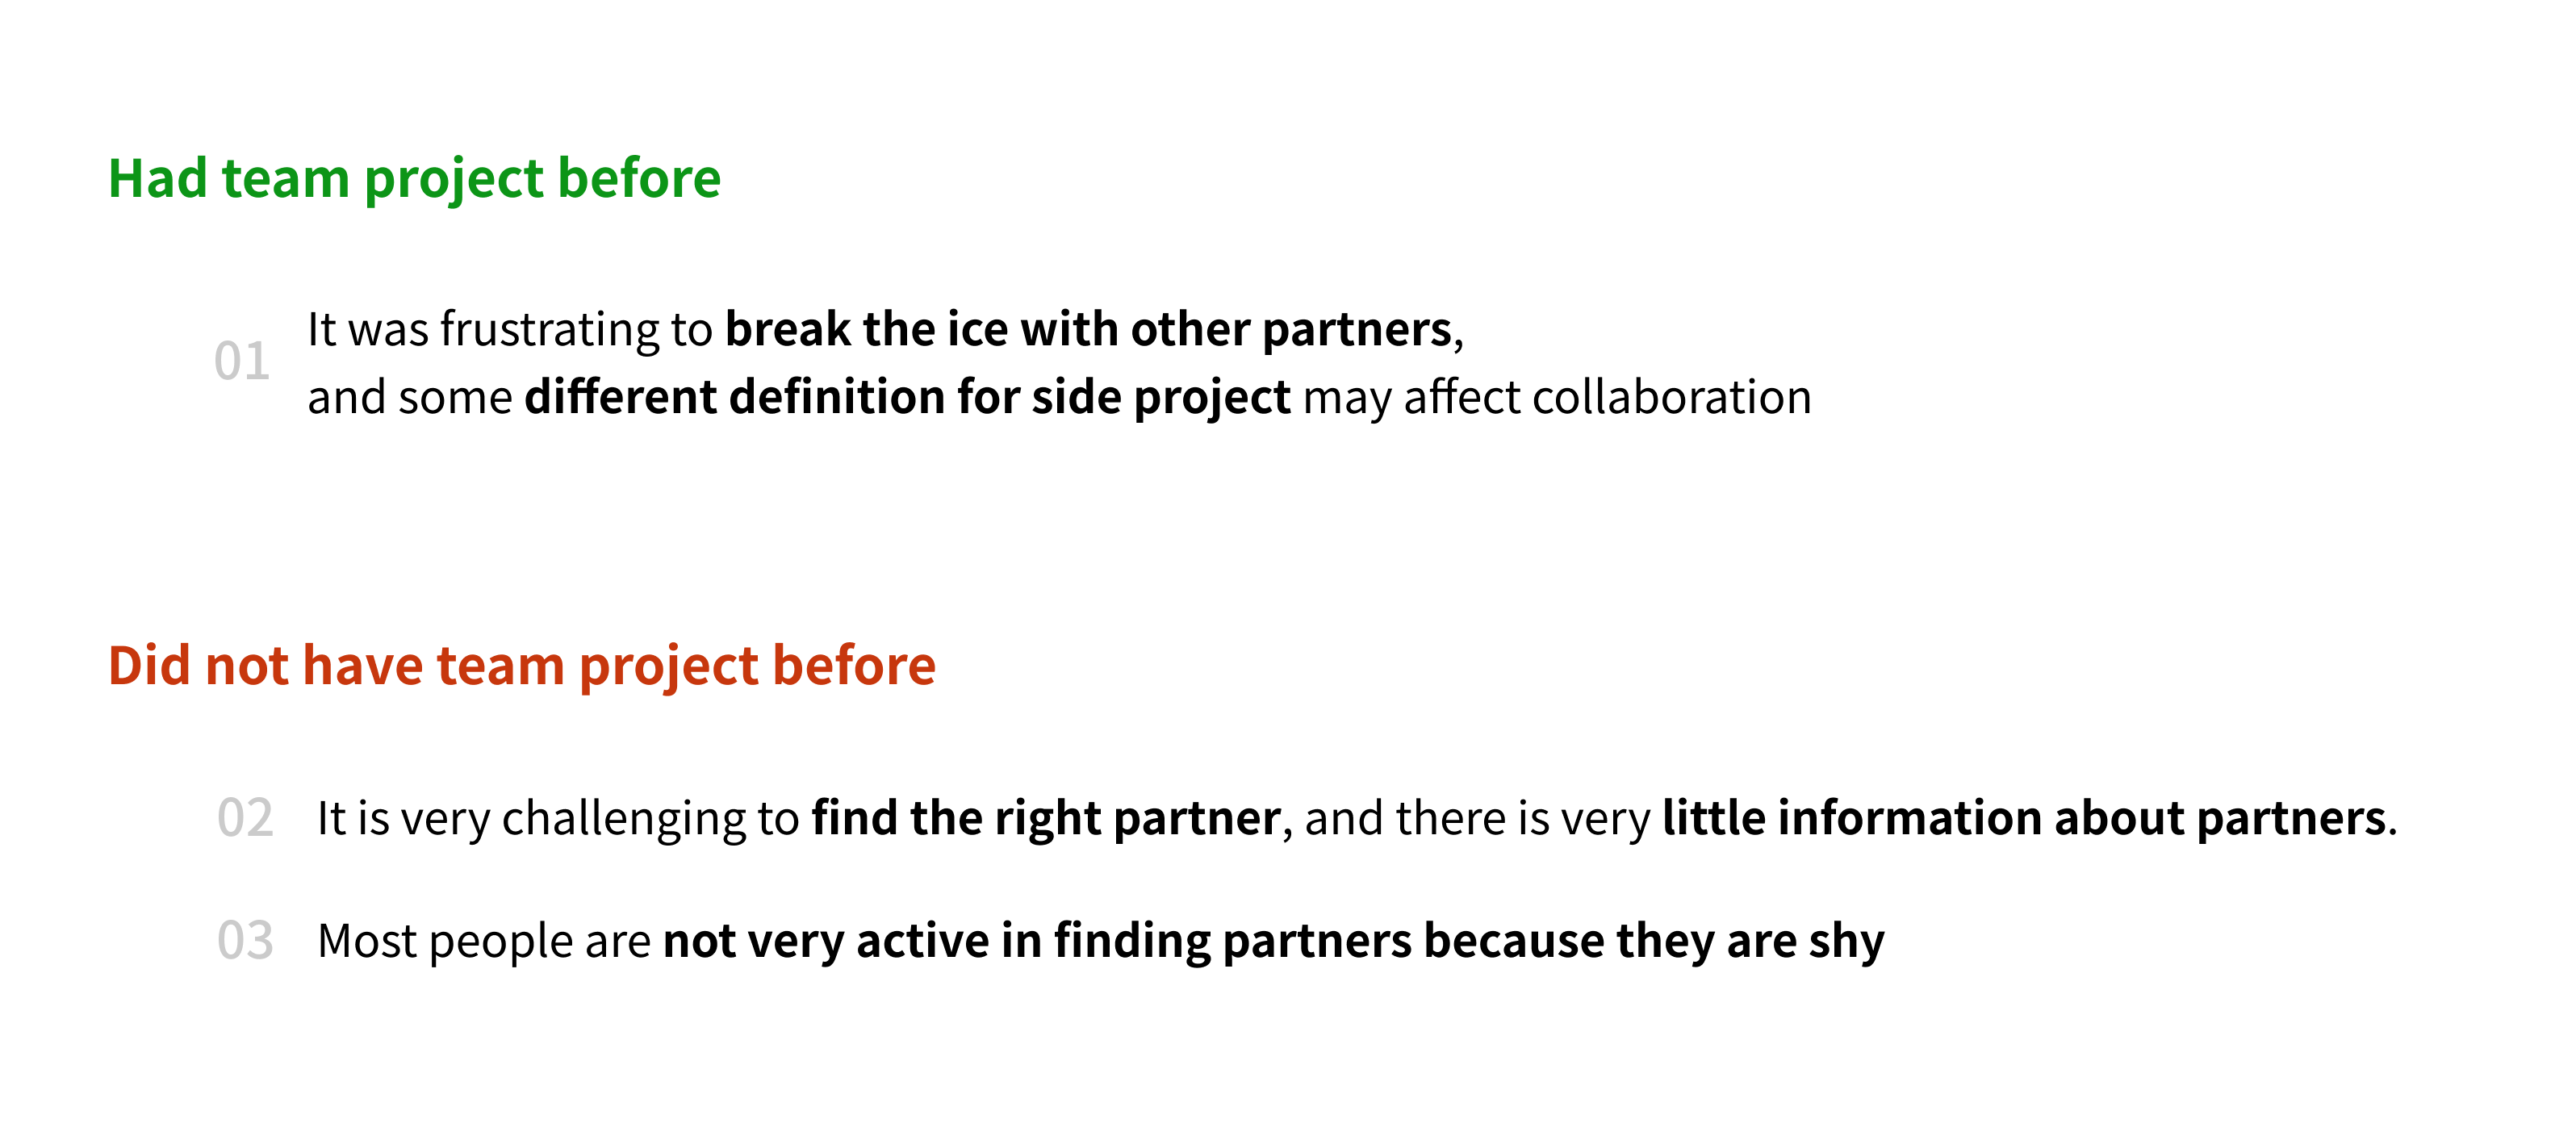 Had team project before
01
It was frustrating to break the ice with other partners,
and some different definition for side project may affect collaboration
Did not have team project before
02 It is very challenging to find the right partner, and there is very little information about partners.
03 Most people are not very active in finding partners because they are shy